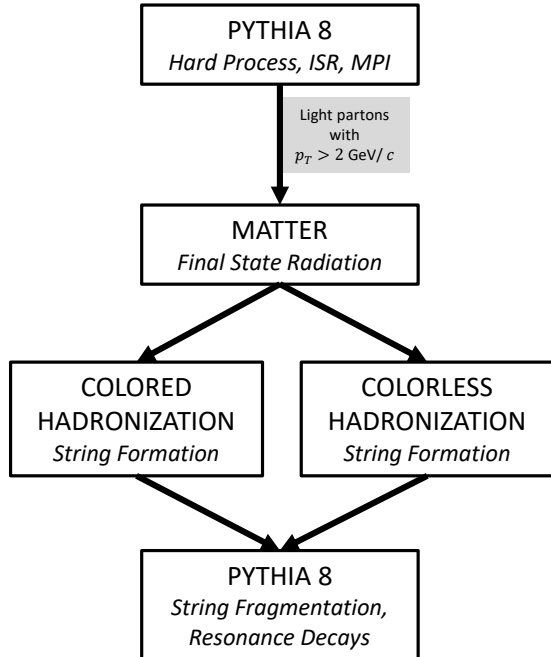 PYTHIA 8
Hard Process, ISR, MPI
Light partons
with
p_T > 2 GeV/ c
MATTER
Final State Radiation
COLORED
HADRONIZATION
String Formation
COLORLESS
HADRONIZATION
String Formation
PYTHIA 8
String Fragmentation,
Resonance Decays